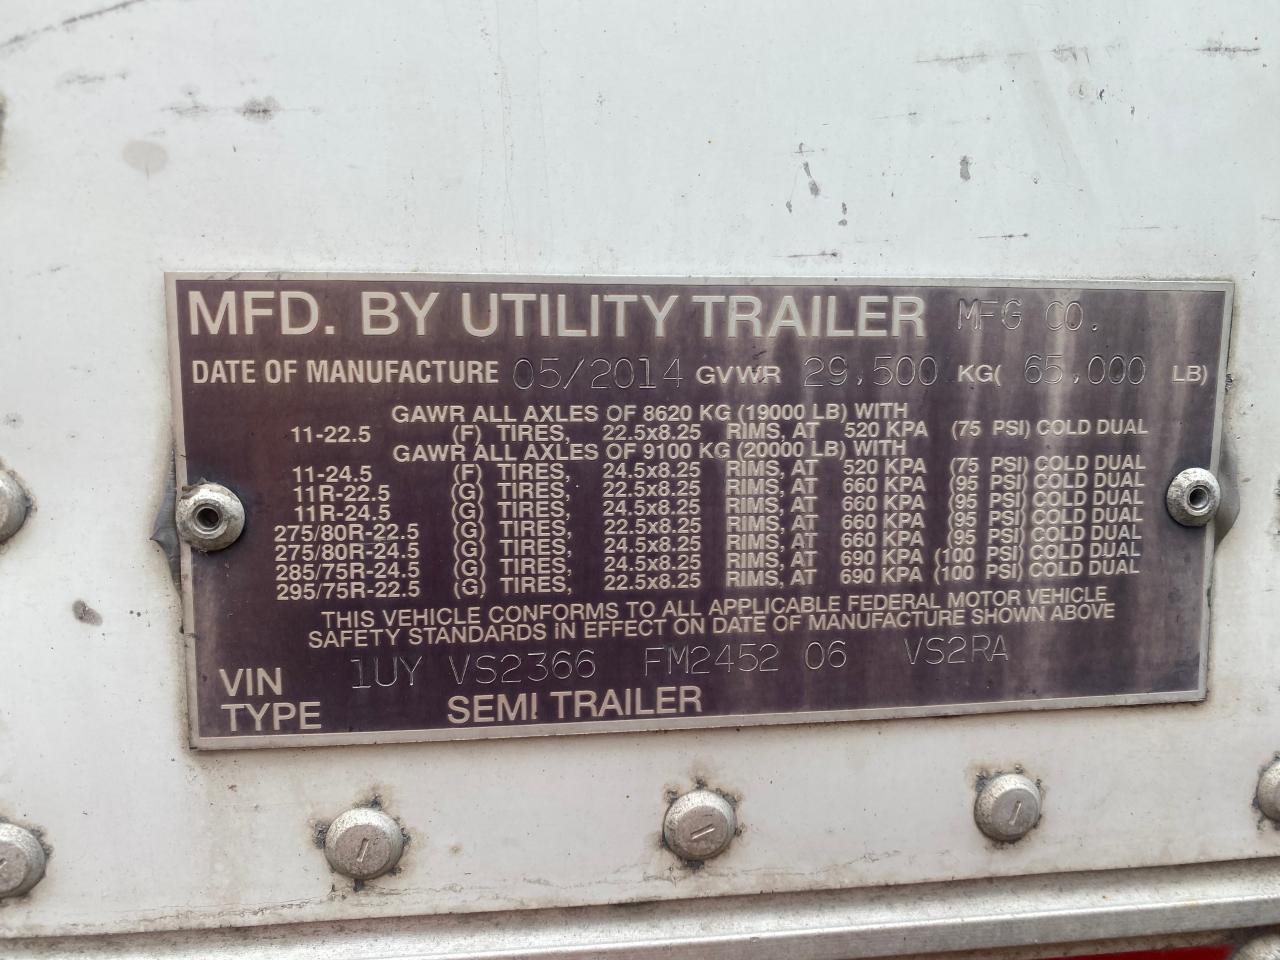 MFD. BY UTILITY TRAILER MFG CO.
DATE OF MANUFACTURE 05/2014 GVWR 29,500 KG( 65,000 LB)
GAWR ALL AXLES OF 8620 KG (19000 LB) WITH
11-22.5 (F) TIRES, 22.5x8.25 RIMS, AT 520 KPA (75 PSI) COLD DUAL
GAWR ALL AXLES OF 9100 KG (20000 LB) WITH
11-24.5 (F) TIRES, 24.5x8.25 RIMS, AT 520 KPA (75 PSI) COLD DUAL
11R-22.5 (G) TIRES, 22.5x8.25 RIMS, AT 660 KPA (95 PSI) COLD DUAL
11R-24.5 (G) TIRES, 24.5x8.25 RIMS, AT 660 KPA (95 PSI) COLD DUAL
275/80R-22.5 (G) TIRES, 22.5x8.25 RIMS, AT 660 KPA (95 PSI) COLD DUAL
275/80R-24.5 (G) TIRES, 24.5x8.25 RIMS, AT 660 KPA (95 PSI) COLD DUAL
285/75R-24.5 (G) TIRES, 24.5x8.25 RIMS, AT 690 KPA (100 PSI) COLD DUAL
295/75R-22.5 (G) TIRES, 22.5x8.25 RIMS, AT 690 KPA (100 PSI) COLD DUAL
THIS VEHICLE CONFORMS TO ALL APPLICABLE FEDERAL MOTOR VEHICLE
SAFETY STANDARDS IN EFFECT ON DATE OF MANUFACTURE SHOWN ABOVE
VIN 1UY VS2366 FM2452 06 VS2RA
TYPE SEMI TRAILER